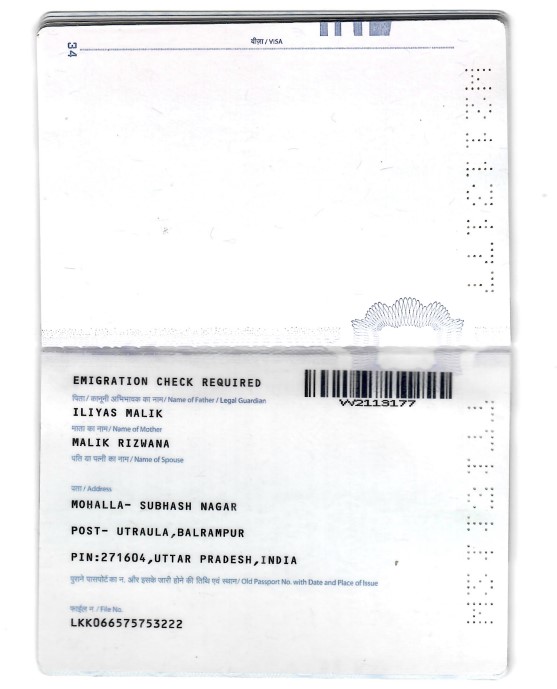 34
वीज़ा / VISA
EMIGRATION CHECK REQUIRED
पिता / कानूनी अभिभावक का नाम / Name of Father / Legal Guardian
ILIYAS MALIK
माता का नाम / Name of Mother
MALIK RIZWANA
पति या पत्नी का नाम / Name of Spouse
पता / Address
MOHALLA- SUBHASH NAGAR
POST- UTRAULA,BALRAMPUR
PIN:271604,UTTAR PRADESH,INDIA
पुराने पासपोर्ट का न. और इसके जारी होने की तिथि एवं स्थान / Old Passport No. with Date and Place of Issue
फाईल न. / File No.
LKK066575753222